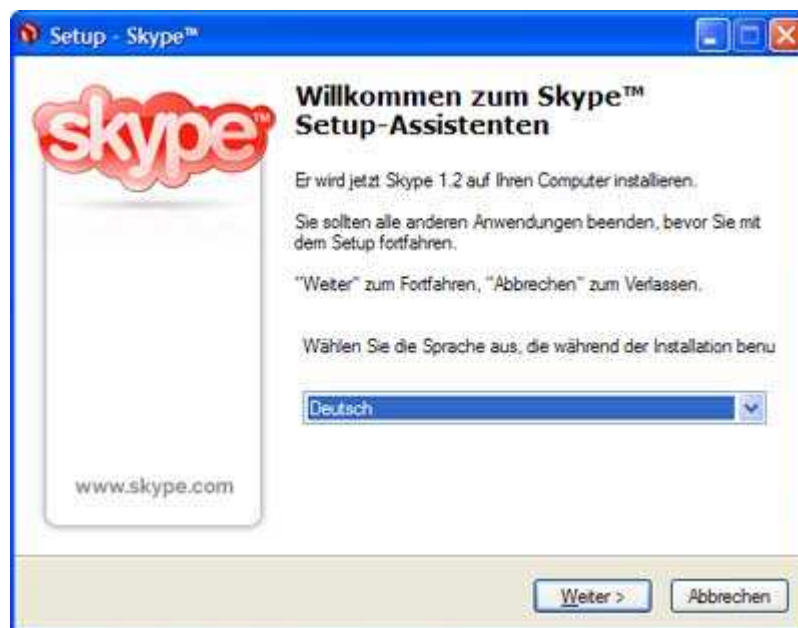 Setup - Skype™
skype™
Willkommen zum Skype™
Setup-Assistenten
Er wird jetzt Skype 1.2 auf Ihren Computer installieren.
Sie sollten alle anderen Anwendungen beenden, bevor Sie mit
dem Setup fortfahren.
"Weiter" zum Fortfahren, "Abbrechen" zum Verlassen.
Wählen Sie die Sprache aus, die während der Installation benu
Deutsch
www.skype.com
Weiter >
Abbrechen